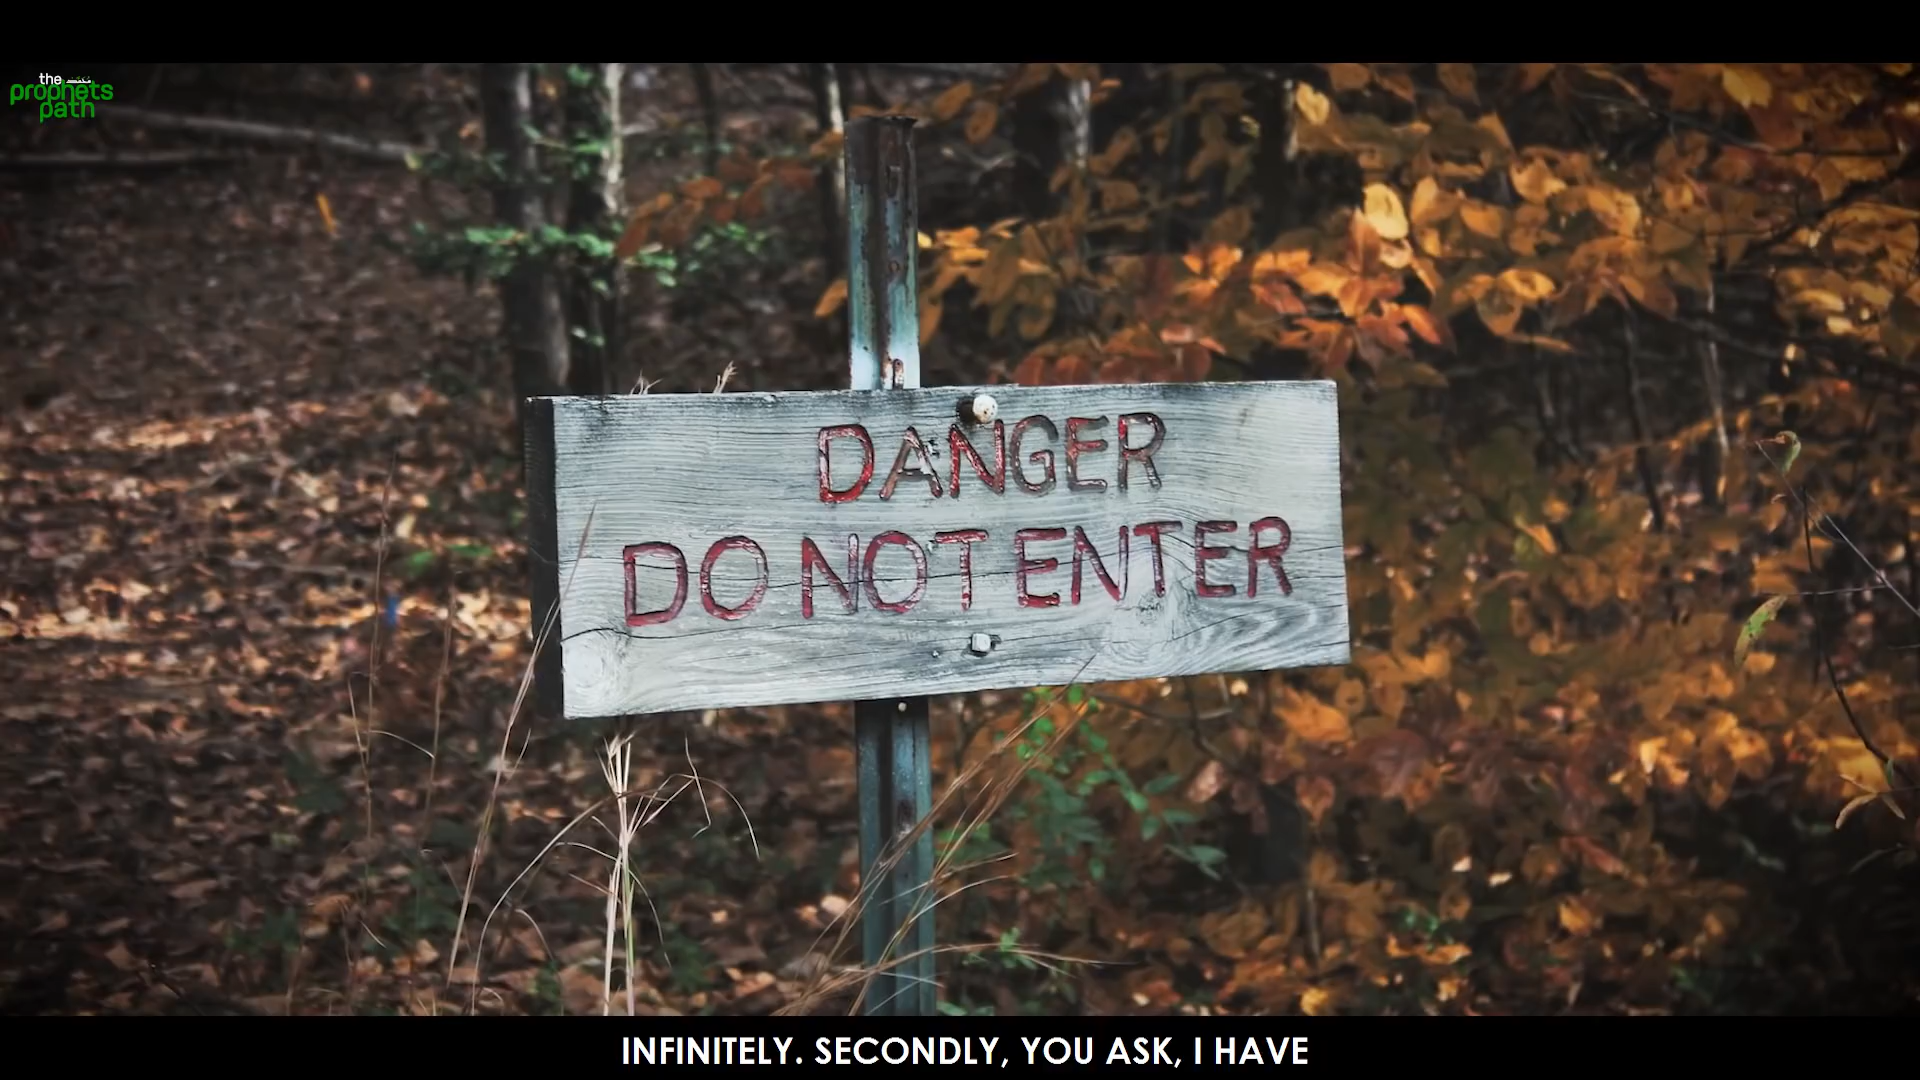 the
prophets
path
DANGER
DO NOT ENTER
INFINITELY. SECONDLY, YOU ASK, I HAVE